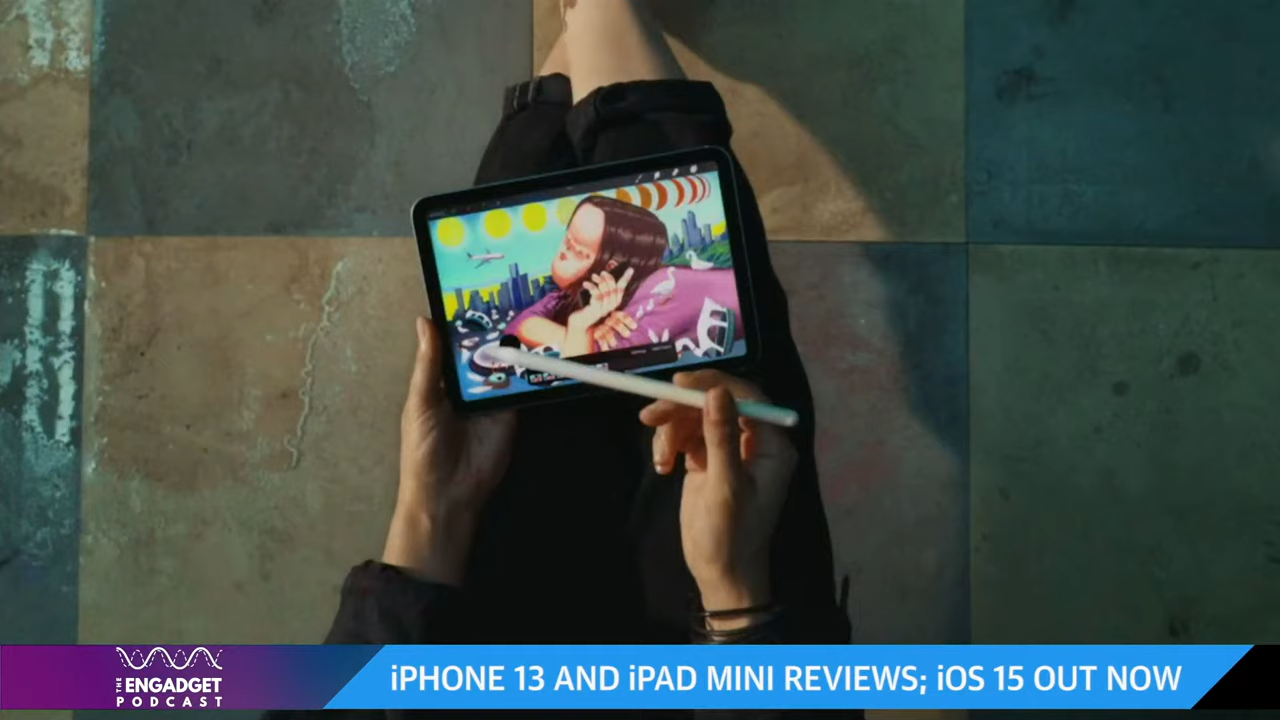 THE
ENGADGET
PODCAST
iPHONE 13 AND iPAD MINI REVIEWS; iOS 15 OUT NOW